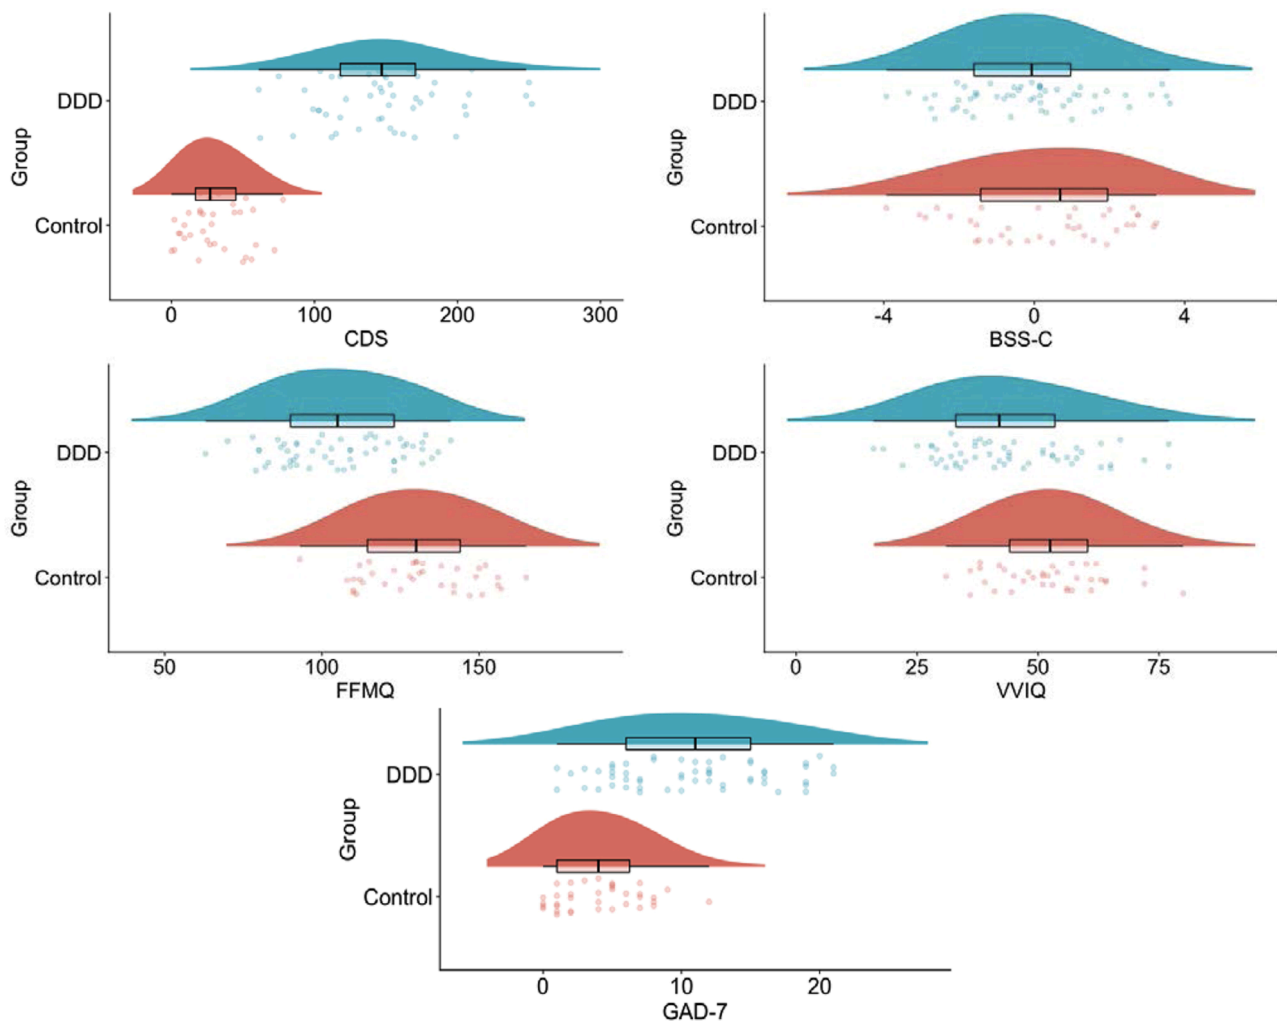 Group
DDD
Control
0 100 200 300
CDS
Group
DDD
Control
-4 0 4
BSS-C
Group
DDD
Control
50 100 150
FFMQ
Group
DDD
Control
0 25 50 75
VVIQ
Group
DDD
Control
0 10 20
GAD-7